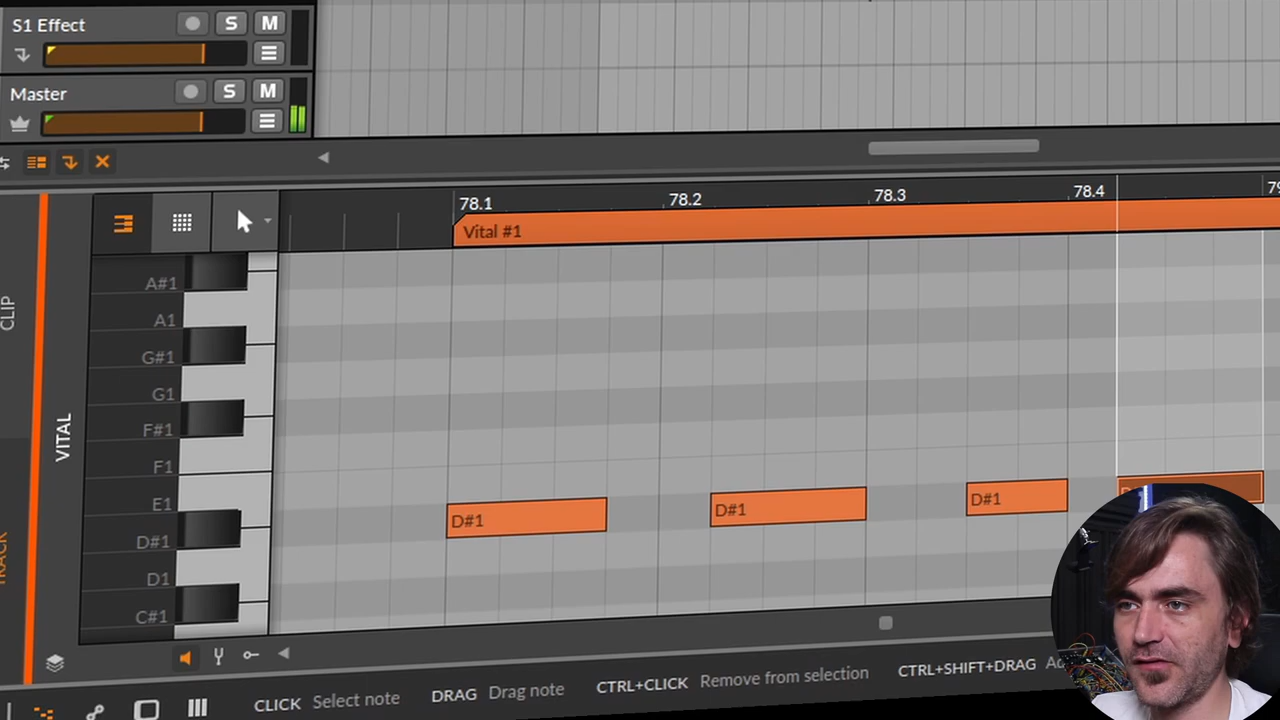 S1 Effect
S
M
Master
S
M
78.1
78.2
78.3
78.4
Vital #1
CLIP
TRACK
VITAL
A#1
A1
G#1
G1
F#1
F1
E1
D#1
D1
C#1
D#1
D#1
D#1
CLICK Select note
DRAG Drag note
CTRL+CLICK Remove from selection
CTRL+SHIFT+DRAG